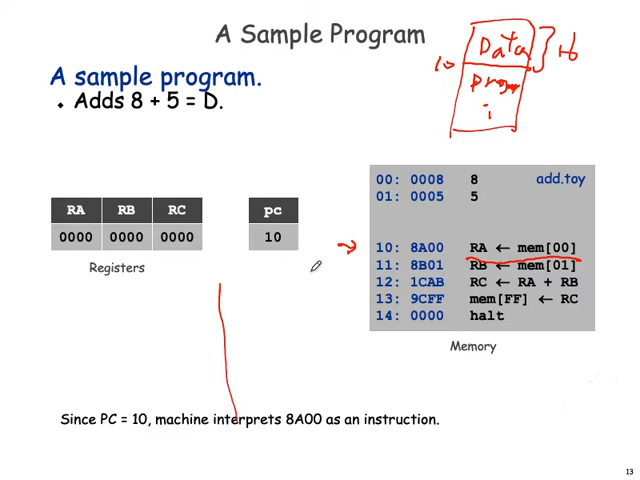 A Sample Program
Data
16
10
progr
i
A sample program.
Adds 8 + 5 = D.
RA RB RC
0000 0000 0000
Registers
pc
10
00: 0008 8 add.toy
01: 0005 5
10: 8A00 RA ← mem[00]
11: 8B01 RB ← mem[01]
12: 1CAB RC ← RA + RB
13: 9CFF mem[FF] ← RC
14: 0000 halt
Memory
Since PC = 10, machine interprets 8A00 as an instruction.
13